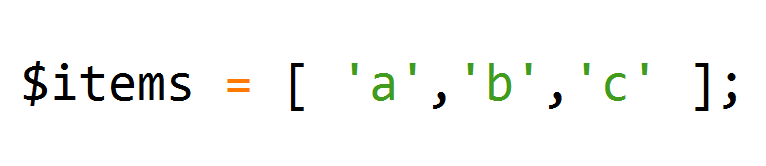 $items = [ 'a','b','c' ];